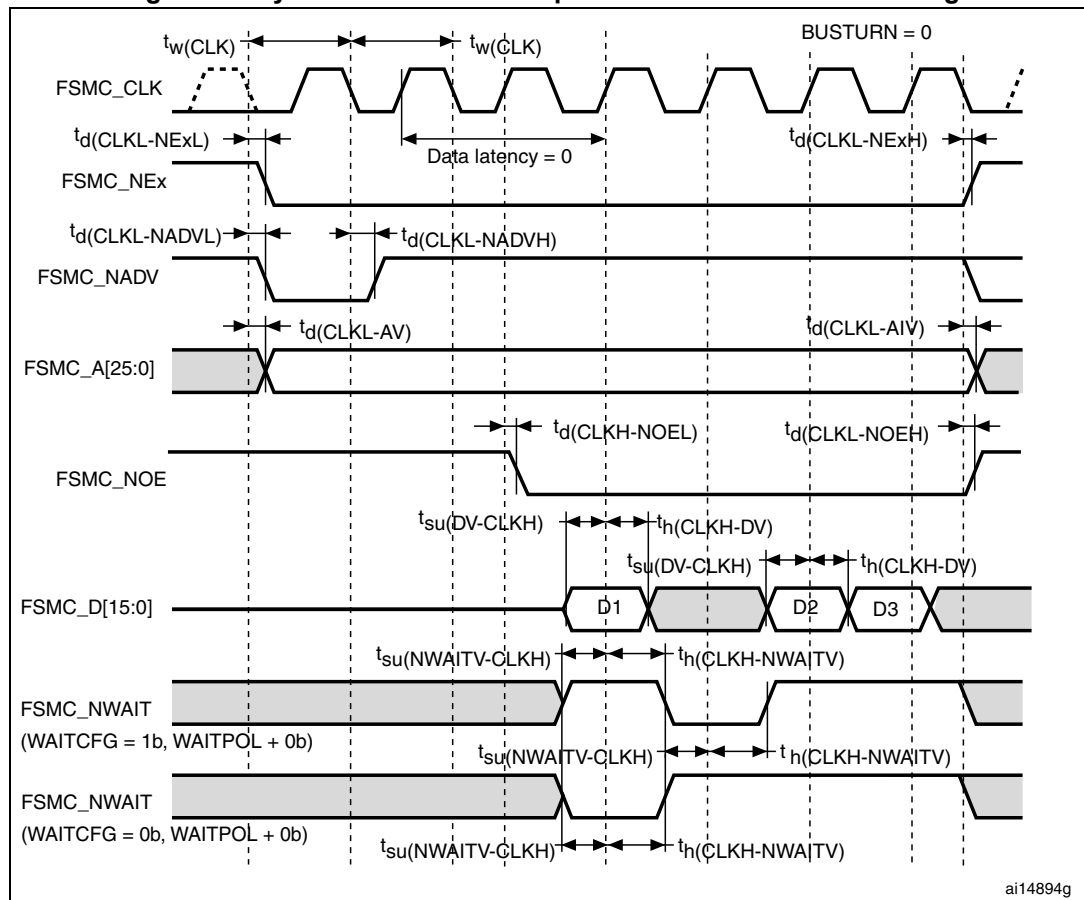 BUSTURN = 0
tw(CLK)
tw(CLK)
FSMC_CLK
td(CLKL-NExL)
Data latency = 0
td(CLKL-NExH)
FSMC_NEx
td(CLKL-NADVL)
td(CLKL-NADVH)
FSMC_NADV
td(CLKL-AV)
td(CLKL-AIV)
FSMC_A[25:0]
td(CLKH-NOEL)
td(CLKL-NOEH)
FSMC_NOE
tsu(DV-CLKH)
th(CLKH-DV)
tsu(DV-CLKH)
th(CLKH-DV)
FSMC_D[15:0]
D1
D2
D3
tsu(NWAITV-CLKH)
th(CLKH-NWAITV)
FSMC_NWAIT
(WAITCFG = 1b, WAITPOL + 0b)
tsu(NWAITV-CLKH)
th(CLKH-NWAITV)
FSMC_NWAIT
(WAITCFG = 0b, WAITPOL + 0b)
tsu(NWAITV-CLKH)
th(CLKH-NWAITV)
ai14894g